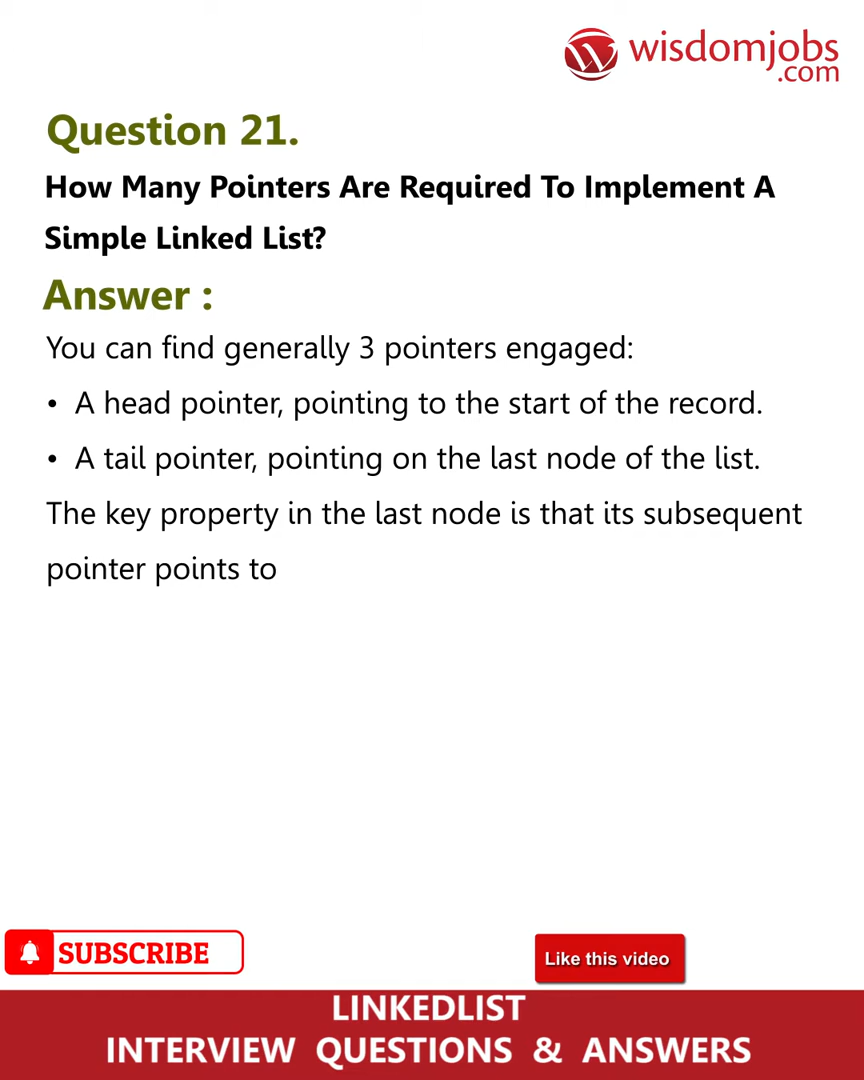 wisdomjobs
.com
Question 21.
How Many Pointers Are Required To Implement A
Simple Linked List?
Answer :
You can find generally 3 pointers engaged:
• A head pointer, pointing to the start of the record.
• A tail pointer, pointing on the last node of the list.
The key property in the last node is that its subsequent
pointer points to
SUBSCRIBE
Like this video
LINKEDLIST
INTERVIEW QUESTIONS & ANSWERS